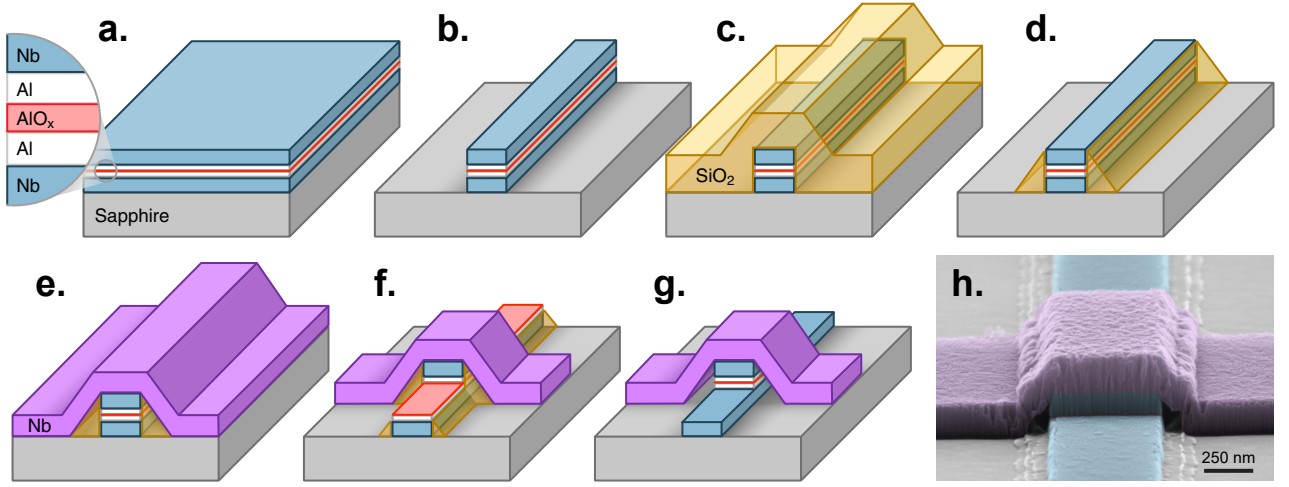 a.
b.
c.
d.
Nb
Al
AlOₓ
Al
Nb
Sapphire
SiO₂
e.
f.
g.
h.
Nb
250 nm